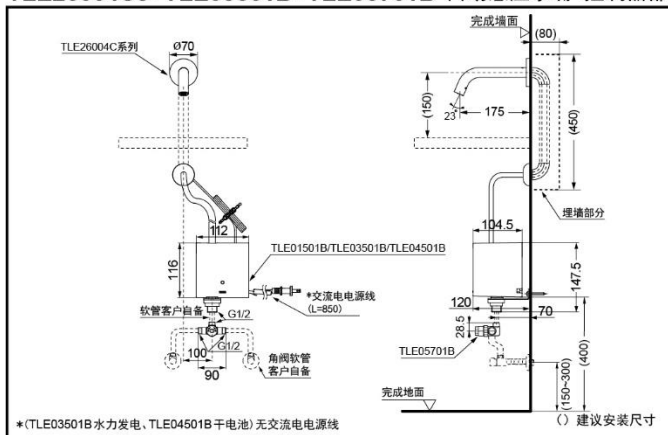 完成墙面
(80)
Ø70
TLE26004C系列
(150)
23°
175
(450)
埋墙部分
112
104.5
TLE01501B/TLE03501B/TLE04501B
116
147.5
*交流电电源线
(L=850)
软管客户自备
G1/2
120
70
28.5
G1/2
100
90
角阀软管
客户自备
TLE05701B
(400)
(150~300)
完成地面
*(TLE03501B水力发电、TLE04501B干电池)无交流电电源线
()建议安装尺寸